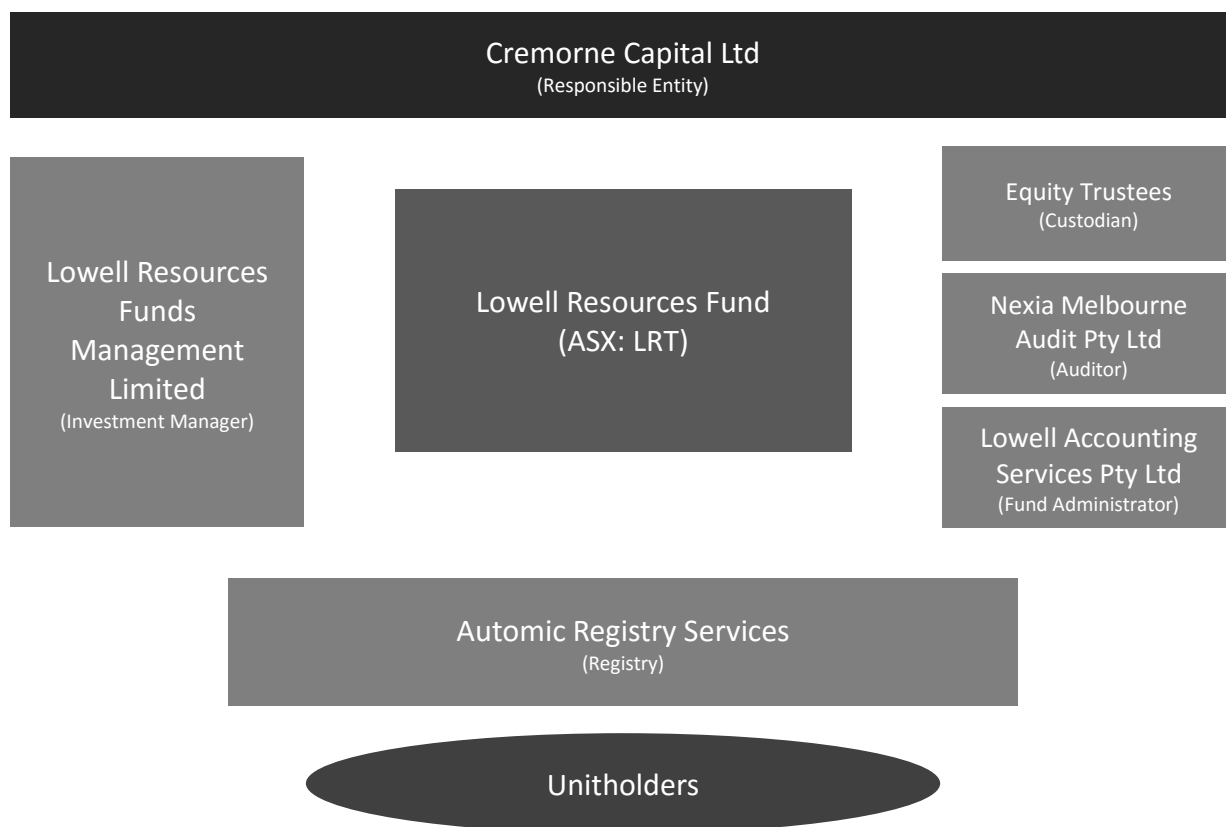 Cremorne Capital Ltd
(Responsible Entity)
Lowell Resources
Funds
Management
Limited
(Investment Manager)
Lowell Resources Fund
(ASX: LRT)
Equity Trustees
(Custodian)
Nexia Melbourne
Audit Pty Ltd
(Auditor)
Lowell Accounting
Services Pty Ltd
(Fund Administrator)
Automic Registry Services
(Registry)
Unitholders